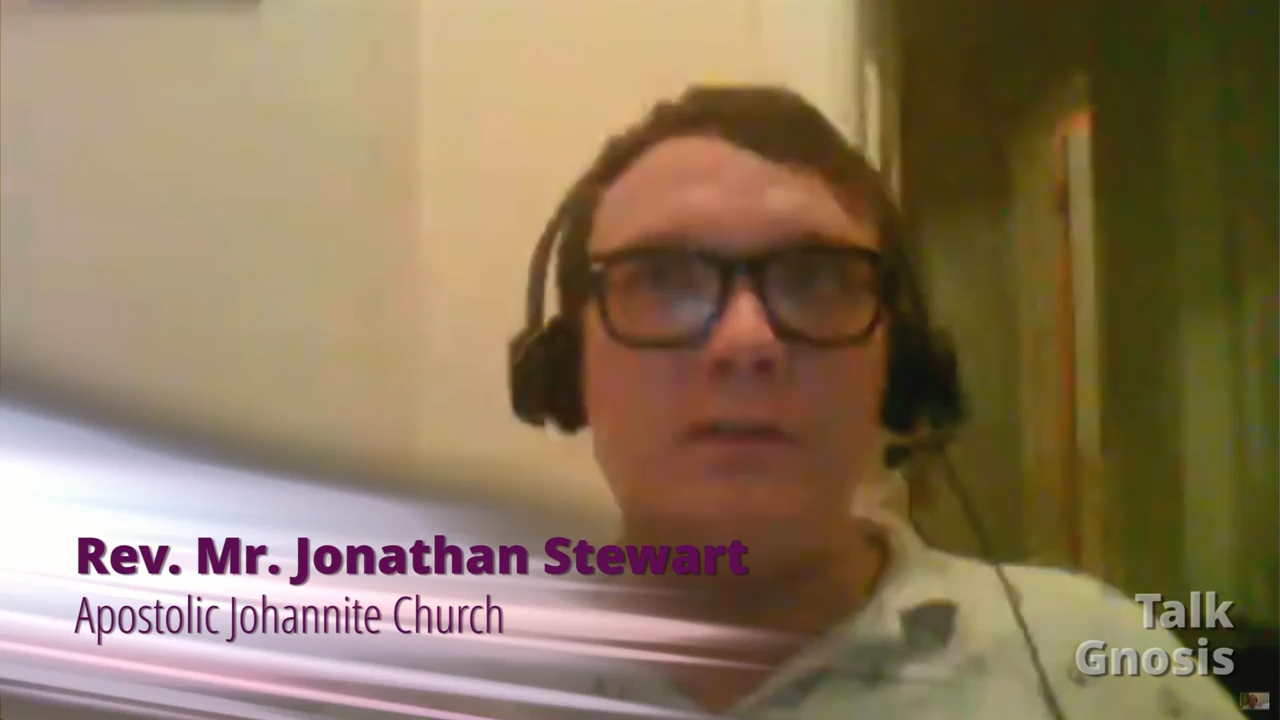 Rev. Mr. Jonathan Stewart
Apostolic Johannite Church
Talk
Gnosis